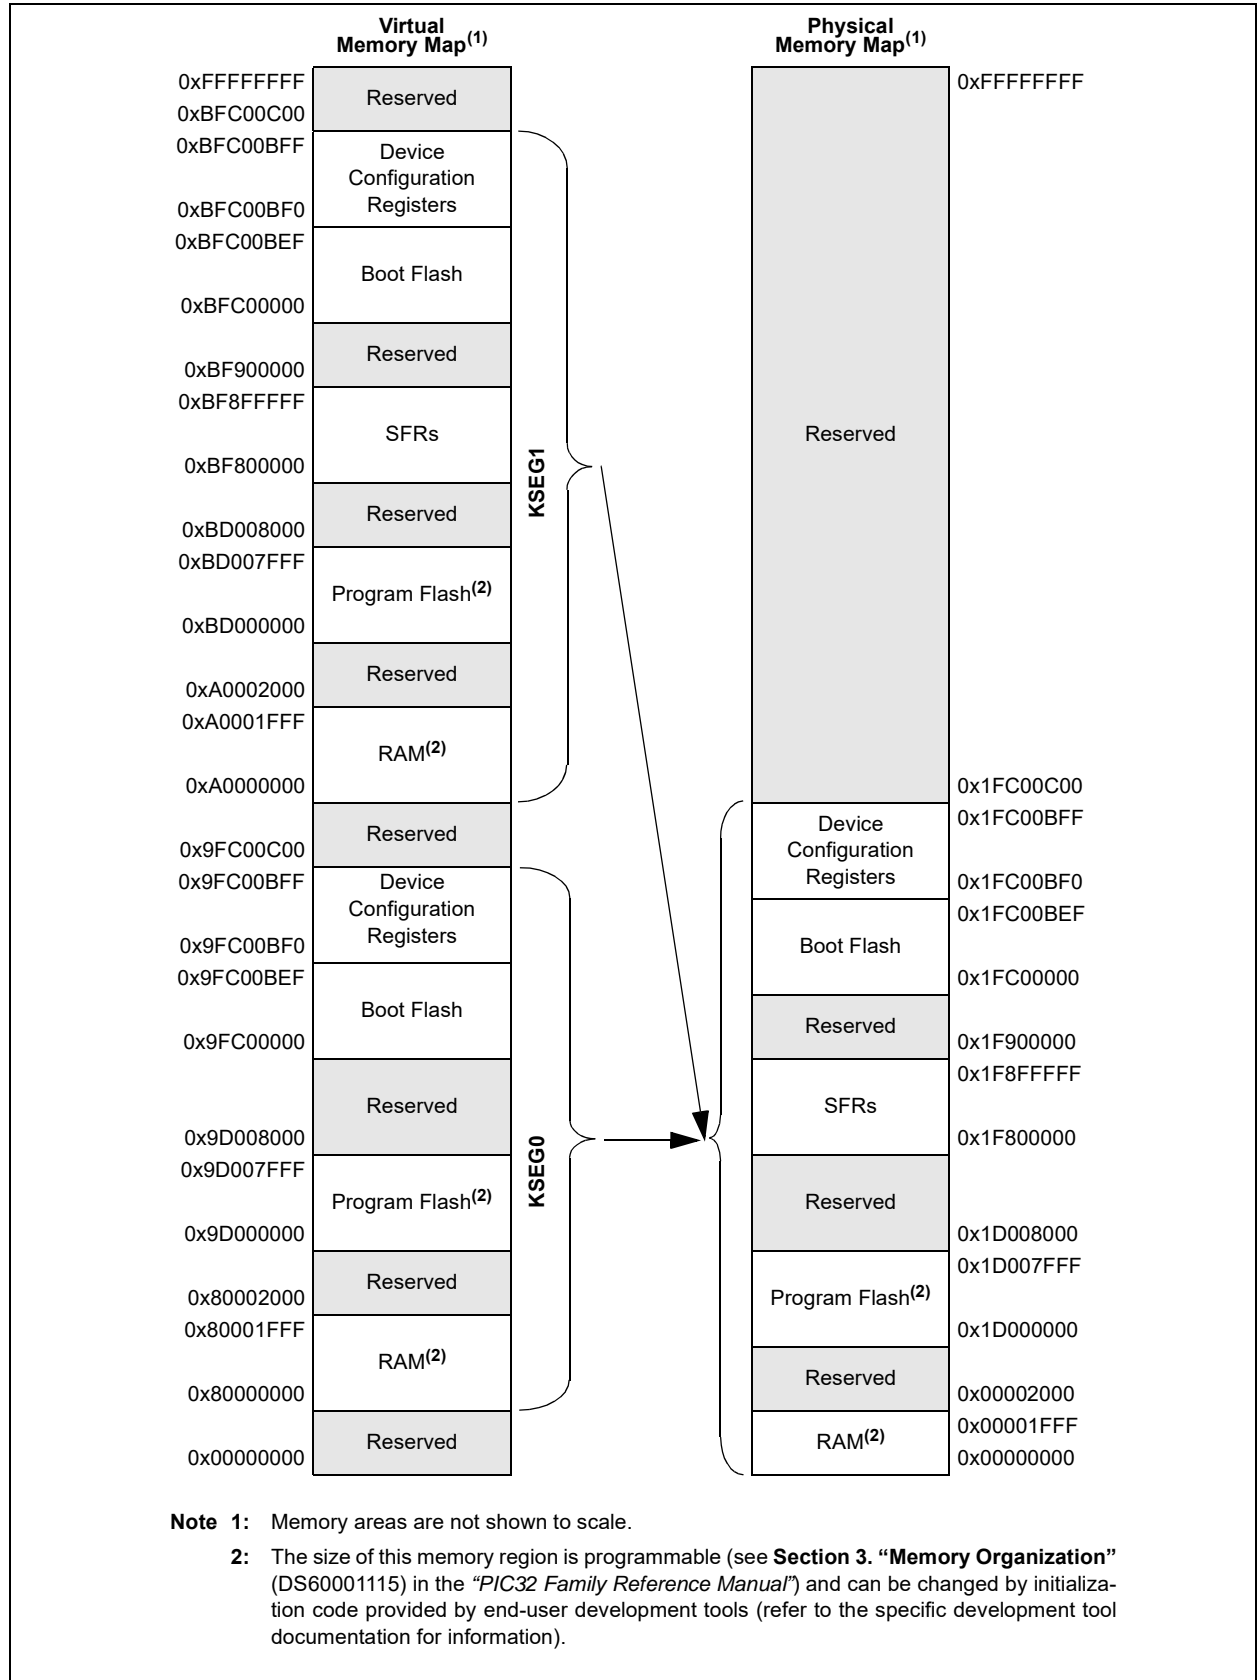 Virtual
Memory Map(1)
0xFFFFFFFF
Reserved
0xBFC00C00
0xBFC00BFF
Device
Configuration
Registers
0xBFC00BF0
0xBFC00BEF
Boot Flash
0xBFC00000
Reserved
0xBF900000
0xBF8FFFFF
SFRs
0xBF800000
Reserved
0xBD008000
0xBD007FFF
Program Flash(2)
0xBD000000
Reserved
0xA0002000
0xA0001FFF
RAM(2)
0xA0000000
KSEG1
Reserved
0x9FC00C00
0x9FC00BFF
Device
Configuration
Registers
0x9FC00BF0
0x9FC00BEF
Boot Flash
0x9FC00000
Reserved
0x9D008000
0x9D007FFF
Program Flash(2)
0x9D000000
Reserved
0x80002000
0x80001FFF
RAM(2)
0x80000000
KSEG0
Reserved
0x00000000
Physical
Memory Map(1)
0xFFFFFFFF
Reserved
0x1FC00C00
0x1FC00BFF
Device
Configuration
Registers
0x1FC00BF0
0x1FC00BEF
Boot Flash
0x1FC00000
Reserved
0x1F900000
0x1F8FFFFF
SFRs
0x1F800000
Reserved
0x1D008000
0x1D007FFF
Program Flash(2)
0x1D000000
Reserved
0x00002000
0x00001FFF
RAM(2)
0x00000000
Note 1: Memory areas are not shown to scale.
2: The size of this memory region is programmable (see Section 3. “Memory Organization”
(DS60001115) in the “PIC32 Family Reference Manual”) and can be changed by initializa-
tion code provided by end-user development tools (refer to the specific development tool
documentation for information).